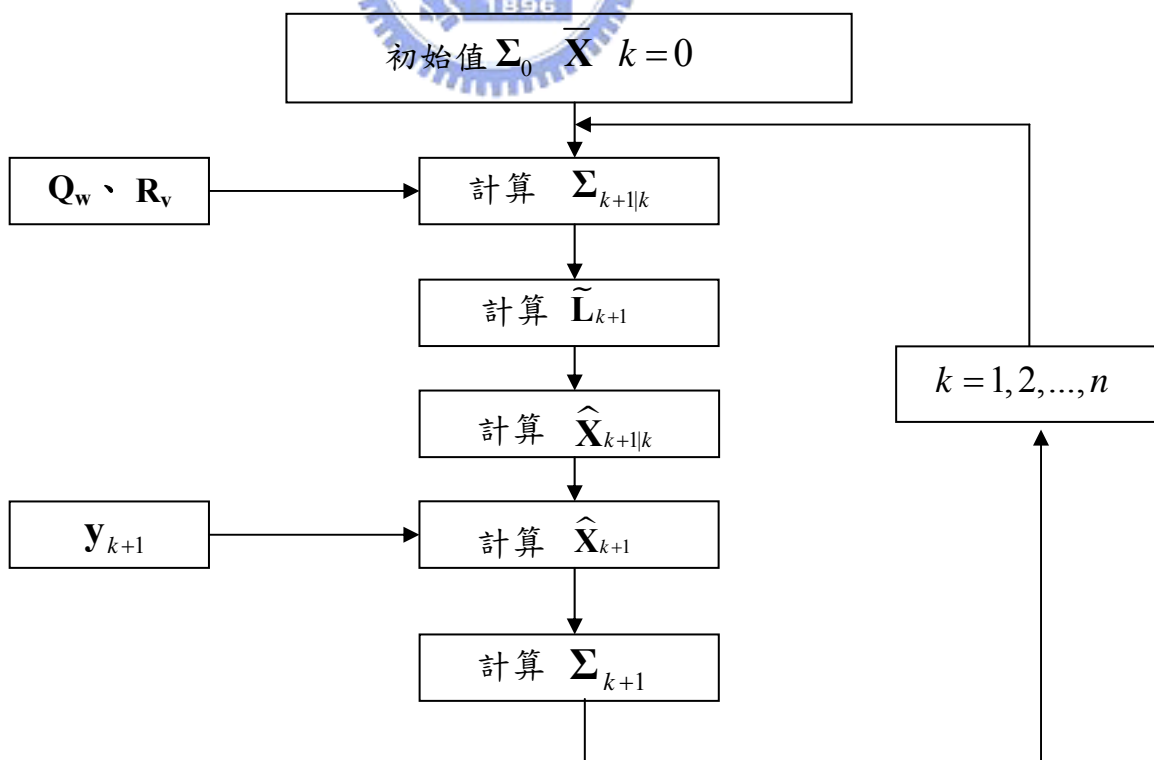 1896
初始值 Σ₀ X̄ k = 0
Q_w、R_v
計算 Σ_{k+1|k}
計算 L̃_{k+1}
k = 1, 2, ..., n
計算 X̂_{k+1|k}
y_{k+1}
計算 X̂_{k+1}
計算 Σ_{k+1}